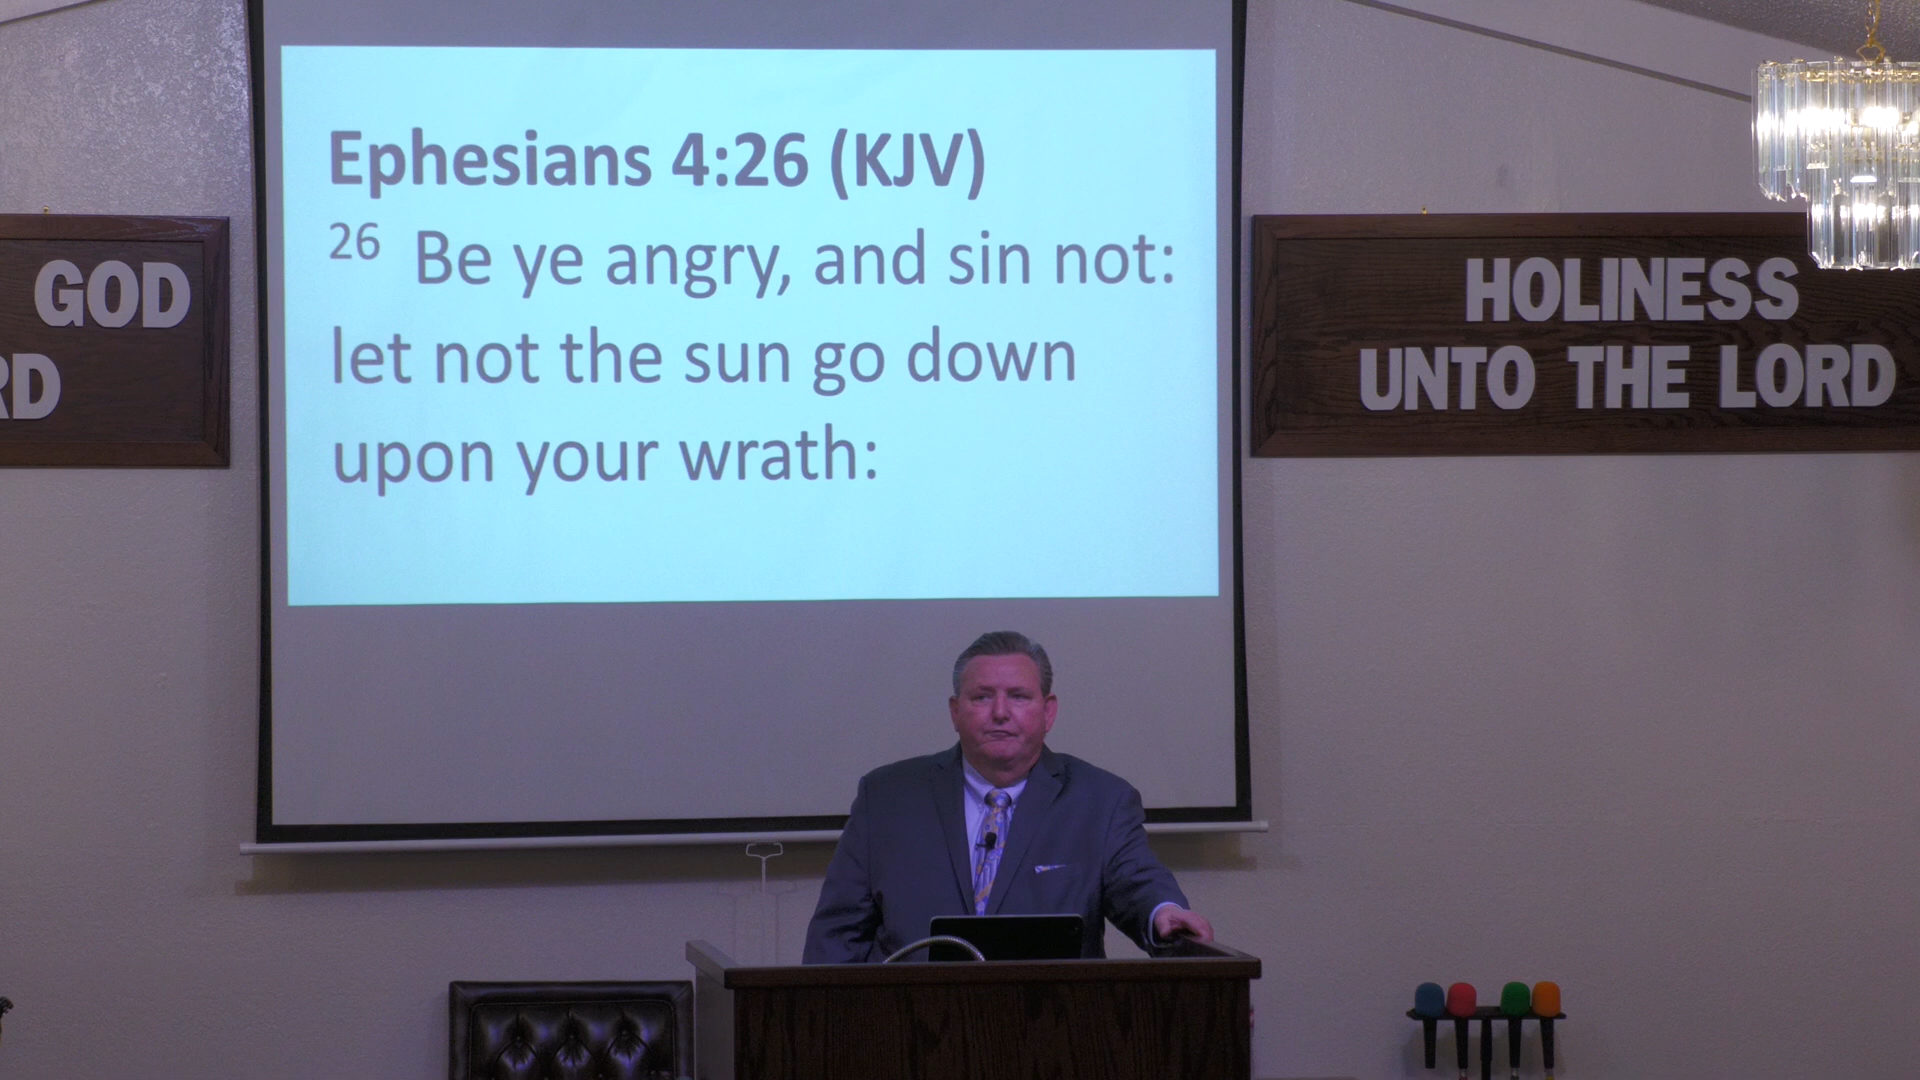 Ephesians 4:26 (KJV)
26 Be ye angry, and sin not:
let not the sun go down
upon your wrath:
GOD
HOLINESS
UNTO THE LORD